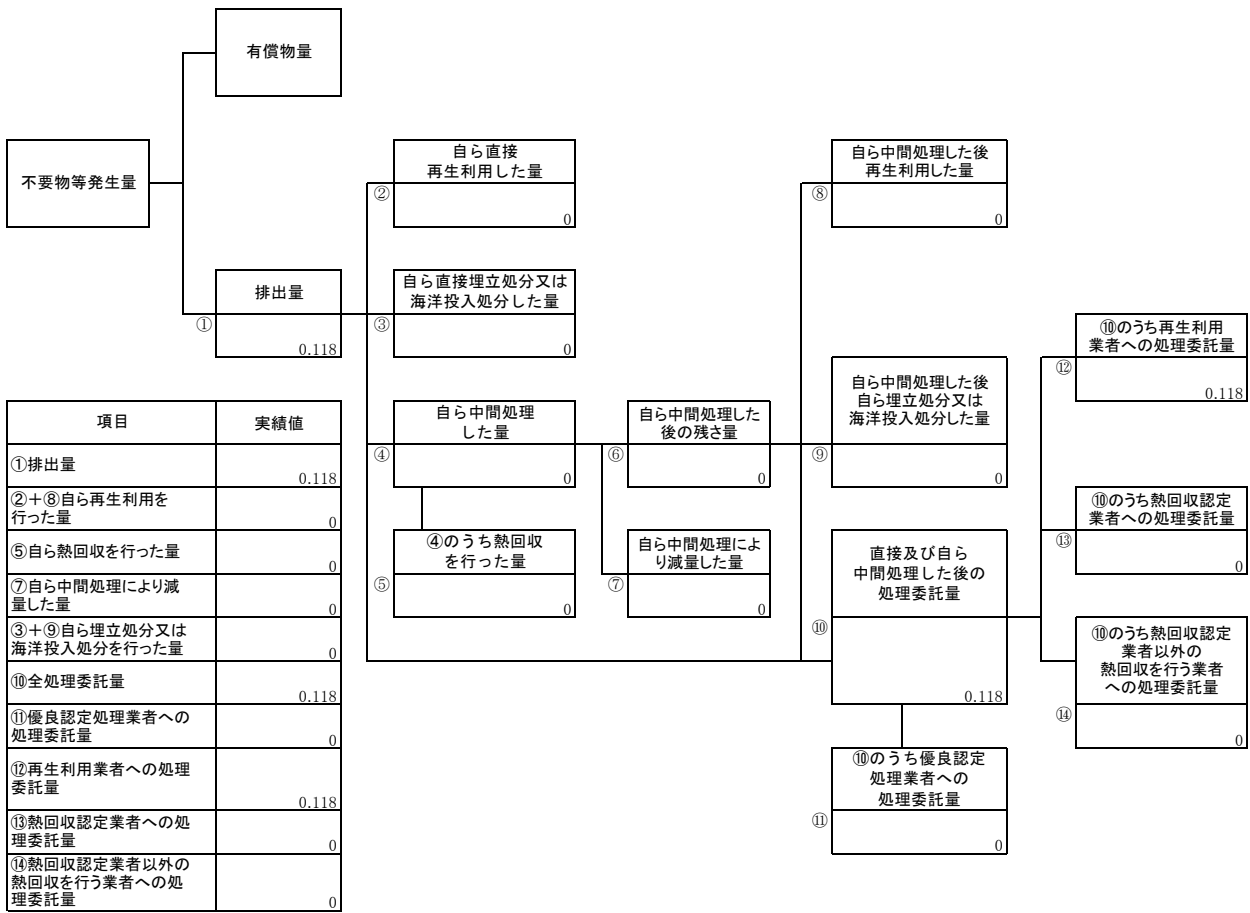 有償物量
不要物等発生量
排出量
①
0.118
自ら直接
再生利用した量
②
0
自ら直接埋立処分又は
海洋投入処分した量
③
0
自ら中間処理
した量
④
0
④のうち熱回収
を行った量
⑤
0
自ら中間処理した
後の残さ量
⑥
0
自ら中間処理によ
り減量した量
⑦
0
自ら中間処理した後
再生利用した量
⑧
0
自ら中間処理した後
自ら埋立処分又は
海洋投入処分した量
⑨
0
直接及び自ら
中間処理した後の
処理委託量
⑩
0.118
⑩のうち優良認定
処理業者への
処理委託量
⑪
0
⑩のうち再生利用
業者への処理委託量
⑫
0.118
⑩のうち熱回収認定
業者への処理委託量
⑬
0
⑩のうち熱回収認定
業者以外の
熱回収を行う業者
への処理委託量
⑭
0
項目 実績値
①排出量 0.118
②+⑧自ら再生利用を
行った量 0
⑤自ら熱回収を行った量 0
⑦自ら中間処理により減
量した量 0
③+⑨自ら埋立処分又は
海洋投入処分を行った量 0
⑩全処理委託量 0.118
⑪優良認定処理業者への
処理委託量 0
⑫再生利用業者への処理
委託量 0.118
⑬熱回収認定業者への処
理委託量 0
⑭熱回収認定業者以外の
熱回収を行う業者への処
理委託量 0